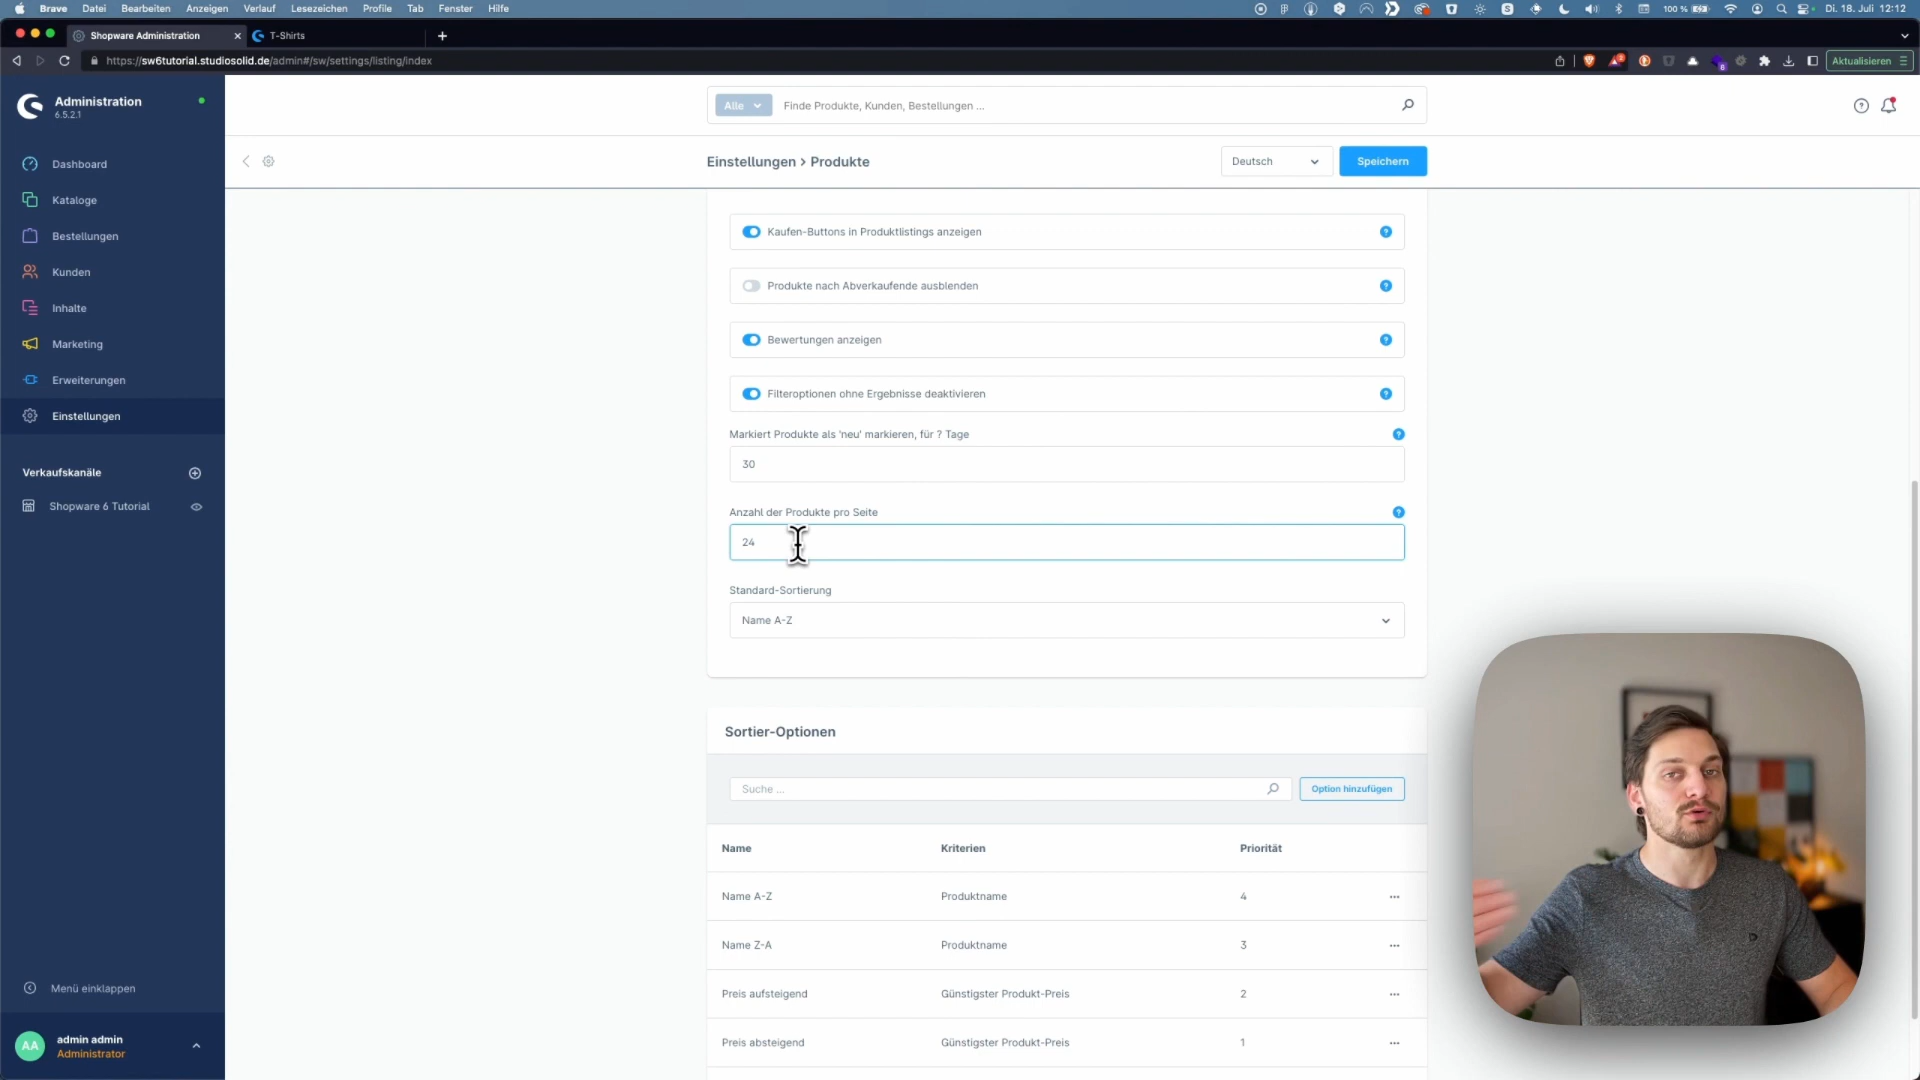 Brave Datei Bearbeiten Anzeigen Verlauf Lesezeichen Profile Tab Fenster Hilfe 100 % Di. 18. Juli 12:12
Shopware Administration
T-Shirts
https://sw6tutorial.studiosolid.de/admin#/sw/settings/listing/index
Aktualisieren
Administration
6.5.2.1
Alle
Finde Produkte, Kunden, Bestellungen ...
Einstellungen > Produkte
Deutsch
Speichern
Dashboard
Kataloge
Bestellungen
Kunden
Inhalte
Marketing
Erweiterungen
Einstellungen
Verkaufskanäle
Shopware 6 Tutorial
Menü einklappen
AA
admin admin
Administrator
Kaufen-Buttons in Produktlistings anzeigen
Produkte nach Abverkaufende ausblenden
Bewertungen anzeigen
Filteroptionen ohne Ergebnisse deaktivieren
Markiert Produkte als 'neu' markieren, für ? Tage
30
Anzahl der Produkte pro Seite
24
Standard-Sortierung
Name A-Z
Sortier-Optionen
Suche ...
Option hinzufügen
Name Kriterien Priorität
Name A-Z Produktname 4
Name Z-A Produktname 3
Preis aufsteigend Günstigster Produkt-Preis 2
Preis absteigend Günstigster Produkt-Preis 1